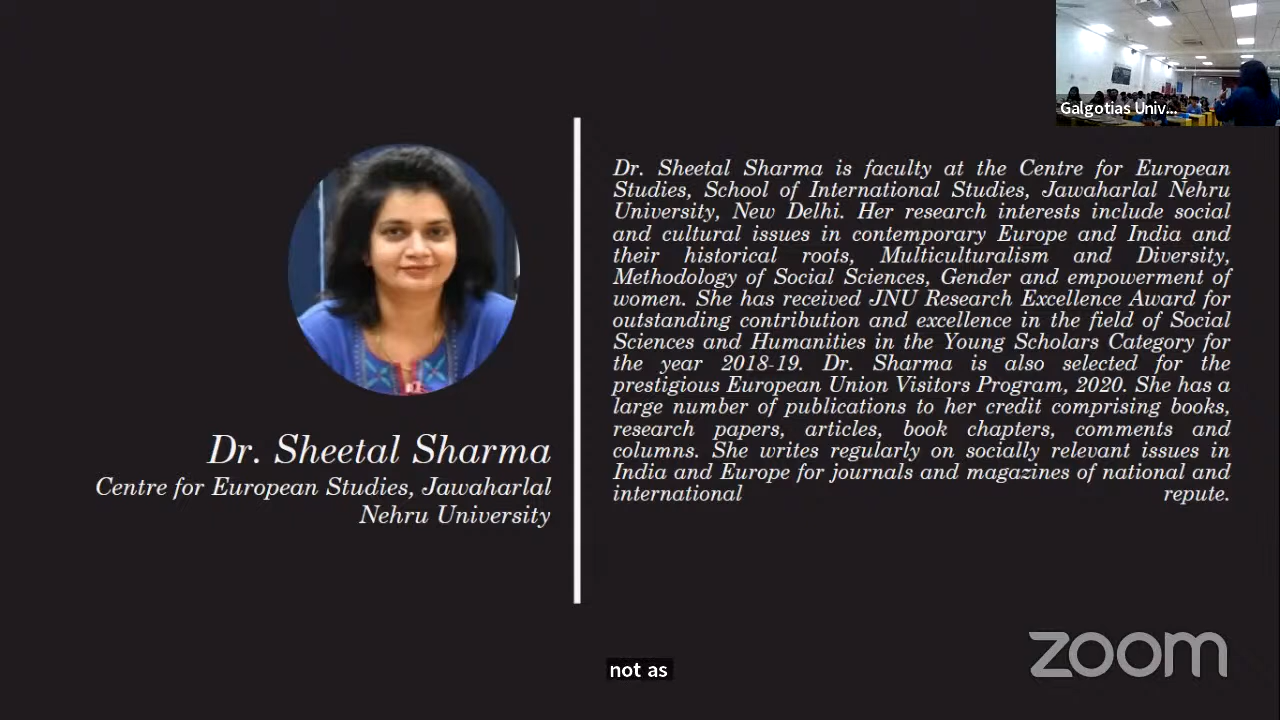 Galgotias Univ...
Dr. Sheetal Sharma is faculty at the Centre for European
Studies, School of International Studies, Jawaharlal Nehru
University, New Delhi. Her research interests include social
and cultural issues in contemporary Europe and India and
their historical roots, Multiculturalism and Diversity,
Methodology of Social Sciences, Gender and empowerment of
women. She has received JNU Research Excellence Award for
outstanding contribution and excellence in the field of Social
Sciences and Humanities in the Young Scholars Category for
the year 2018-19. Dr. Sharma is also selected for the
prestigious European Union Visitors Program, 2020. She has a
large number of publications to her credit comprising books,
research papers, articles, book chapters, comments and
columns. She writes regularly on socially relevant issues in
India and Europe for journals and magazines of national and
international repute.
Dr. Sheetal Sharma
Centre for European Studies, Jawaharlal
Nehru University
not as
zoom